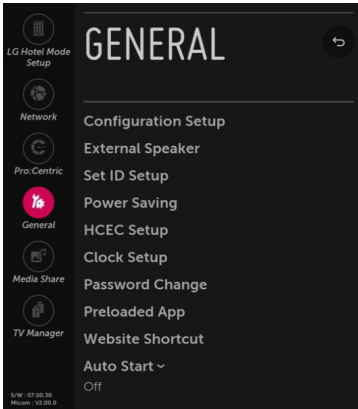 LG Hotel Mode
Setup
Network
Pro:Centric
General
Media Share
TV Manager
S/W : 07.00.30
Micom : V2.00.0
GENERAL
Configuration Setup
External Speaker
Set ID Setup
Power Saving
HCEC Setup
Clock Setup
Password Change
Preloaded App
Website Shortcut
Auto Start
Off